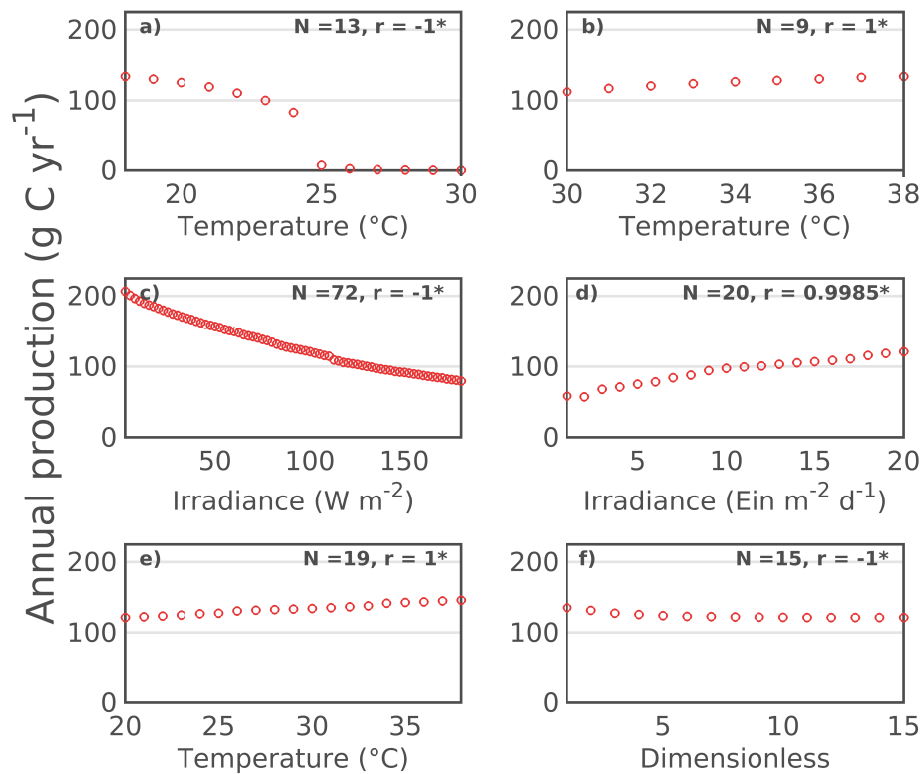 Annual production (g C yr⁻¹)
a) N =13, r = -1*
200
100
0
20 25 30
Temperature (°C)
b) N =9, r = 1*
200
100
0
30 32 34 36 38
Temperature (°C)
c) N =72, r = -1*
200
100
0
50 100 150
Irradiance (W m⁻²)
d) N =20, r = 0.9985*
200
100
0
5 10 15 20
Irradiance (Ein m⁻² d⁻¹)
e) N =19, r = 1*
200
100
0
20 25 30 35
Temperature (°C)
f) N =15, r = -1*
200
100
0
5 10 15
Dimensionless